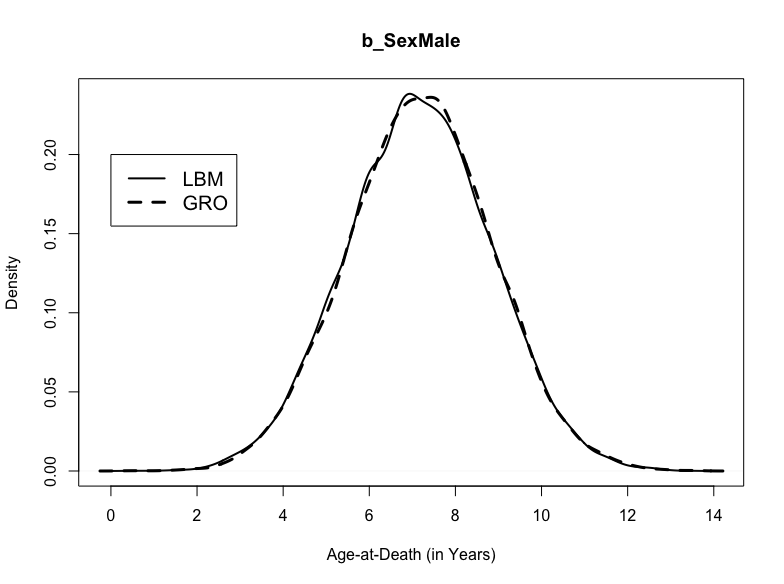 b_SexMale
Density
0.20
0.15
0.10
0.05
0.00
LBM
GRO
0 2 4 6 8 10 12 14
Age-at-Death (in Years)